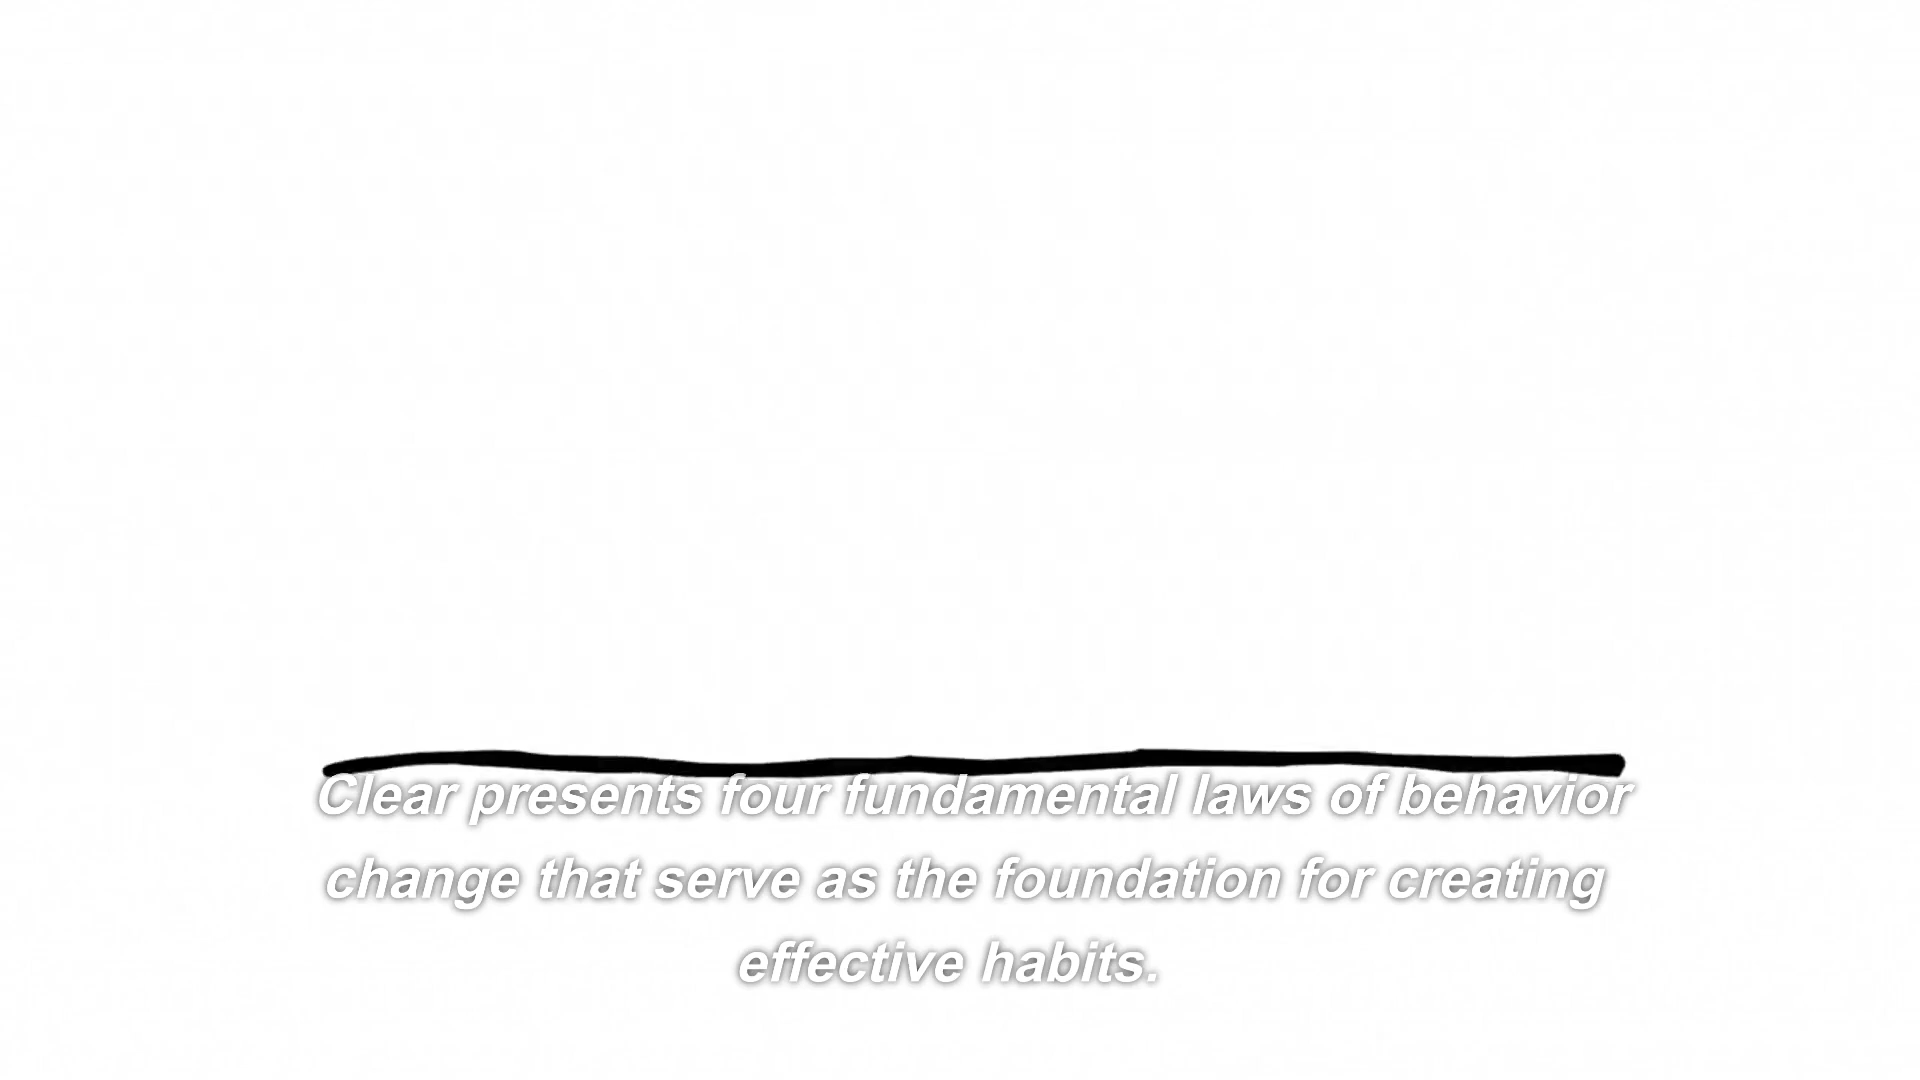 Clear presents four fundamental laws of behavior
change that serve as the foundation for creating
effective habits.